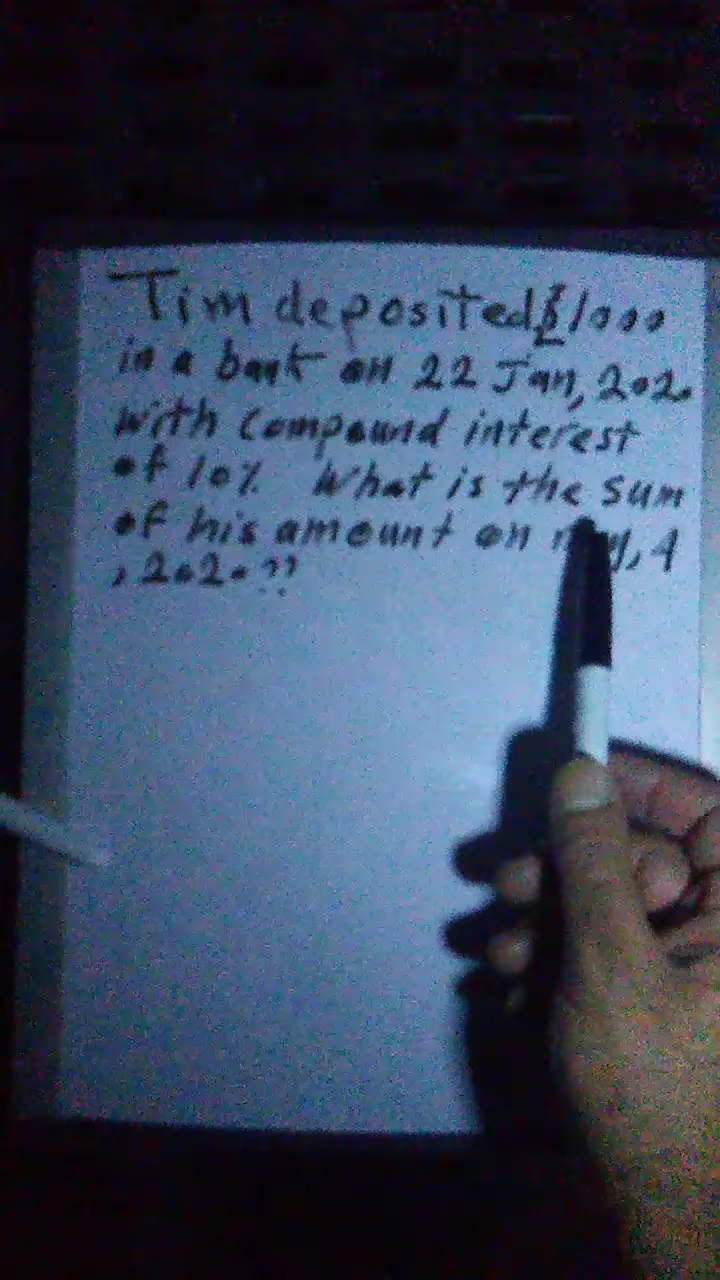 Tim deposited $1000
in a bank on 22 Jan, 2020
with compound interest
of 10% What is the sum
of his amount on , 4
, 2020??